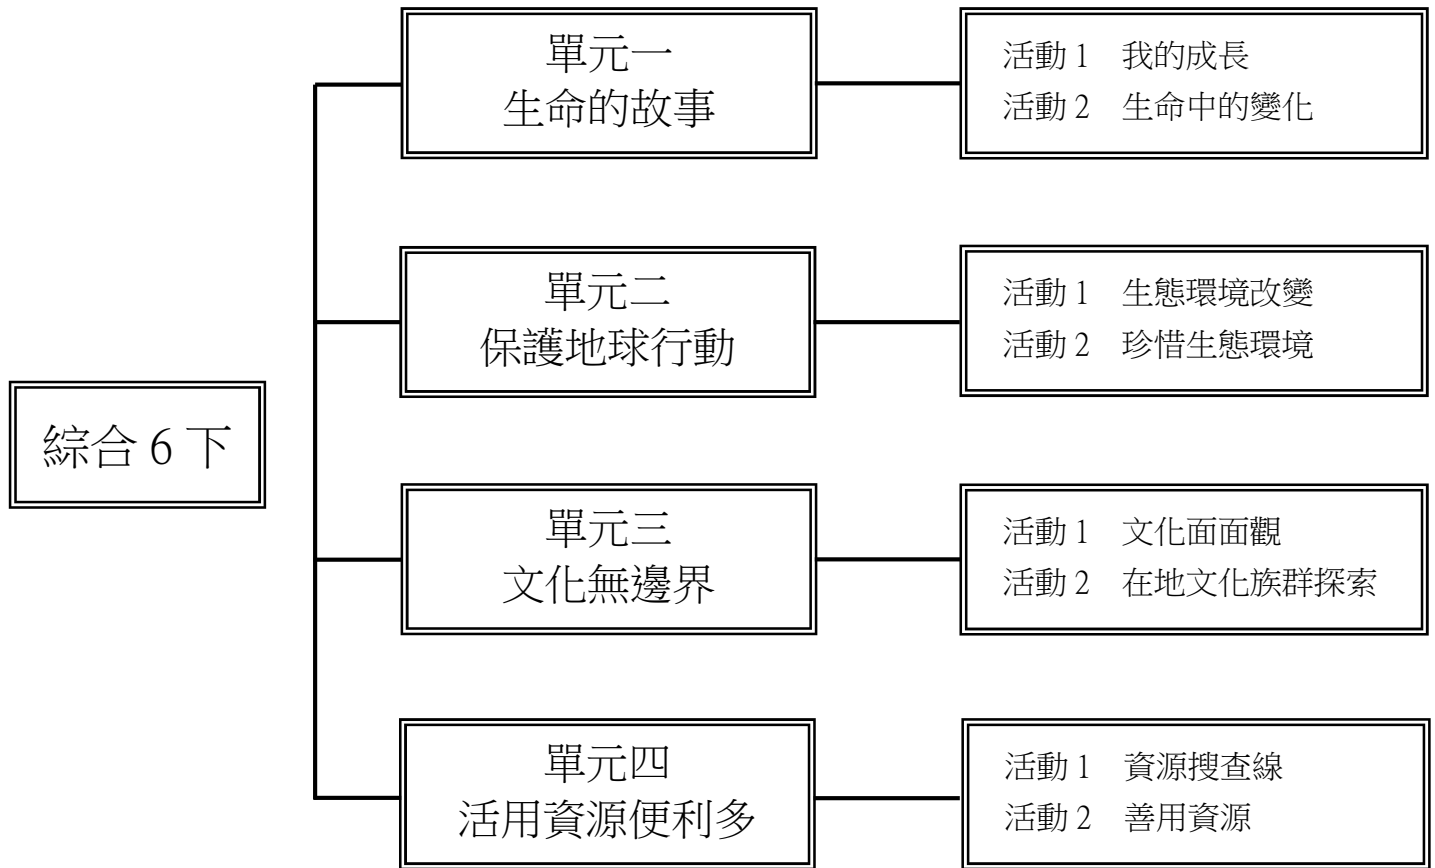 綜合 6 下
單元一
生命的故事
活動 1　我的成長
活動 2　生命中的變化
單元二
保護地球行動
活動 1　生態環境改變
活動 2　珍惜生態環境
單元三
文化無邊界
活動 1　文化面面觀
活動 2　在地文化族群探索
單元四
活用資源便利多
活動 1　資源搜查線
活動 2　善用資源